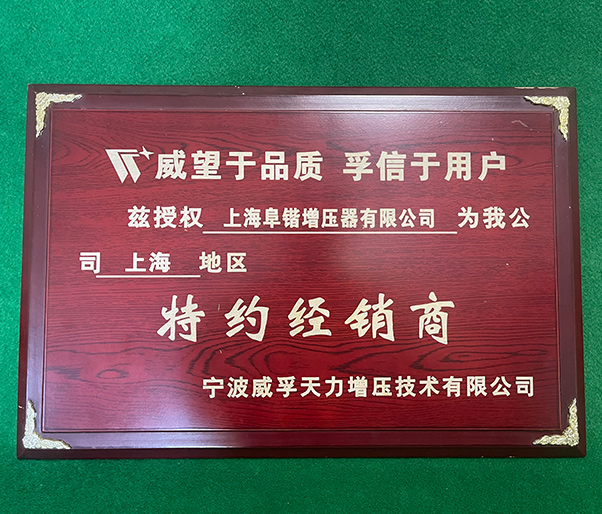 威望于品质 孚信于用户
兹授权 上海阜锴增压器有限公司 为我公
司 上海 地区
特约经销商
宁波威孚天力增压技术有限公司